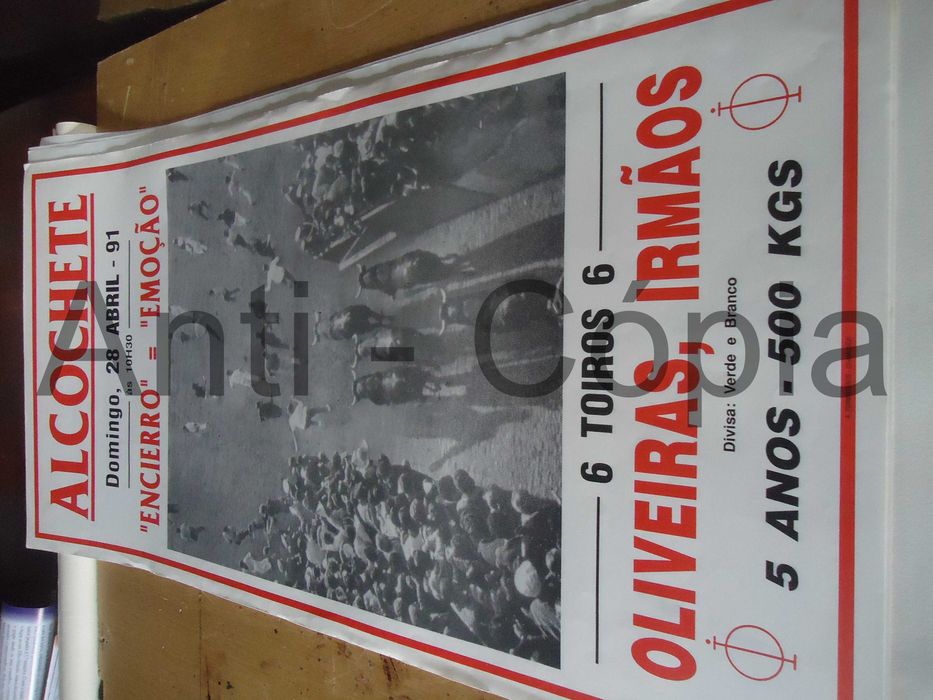 ALCOCHETE
Domingo, 28 ABRIL - 91
às 10H30
"ENCIERRO" = "EMOÇÃO"
6 TOIROS 6
OLIVEIRAS, IRMÃOS
Divisa: Verde e Branco
5 ANOS - 500 KGS
Anti - Cópia